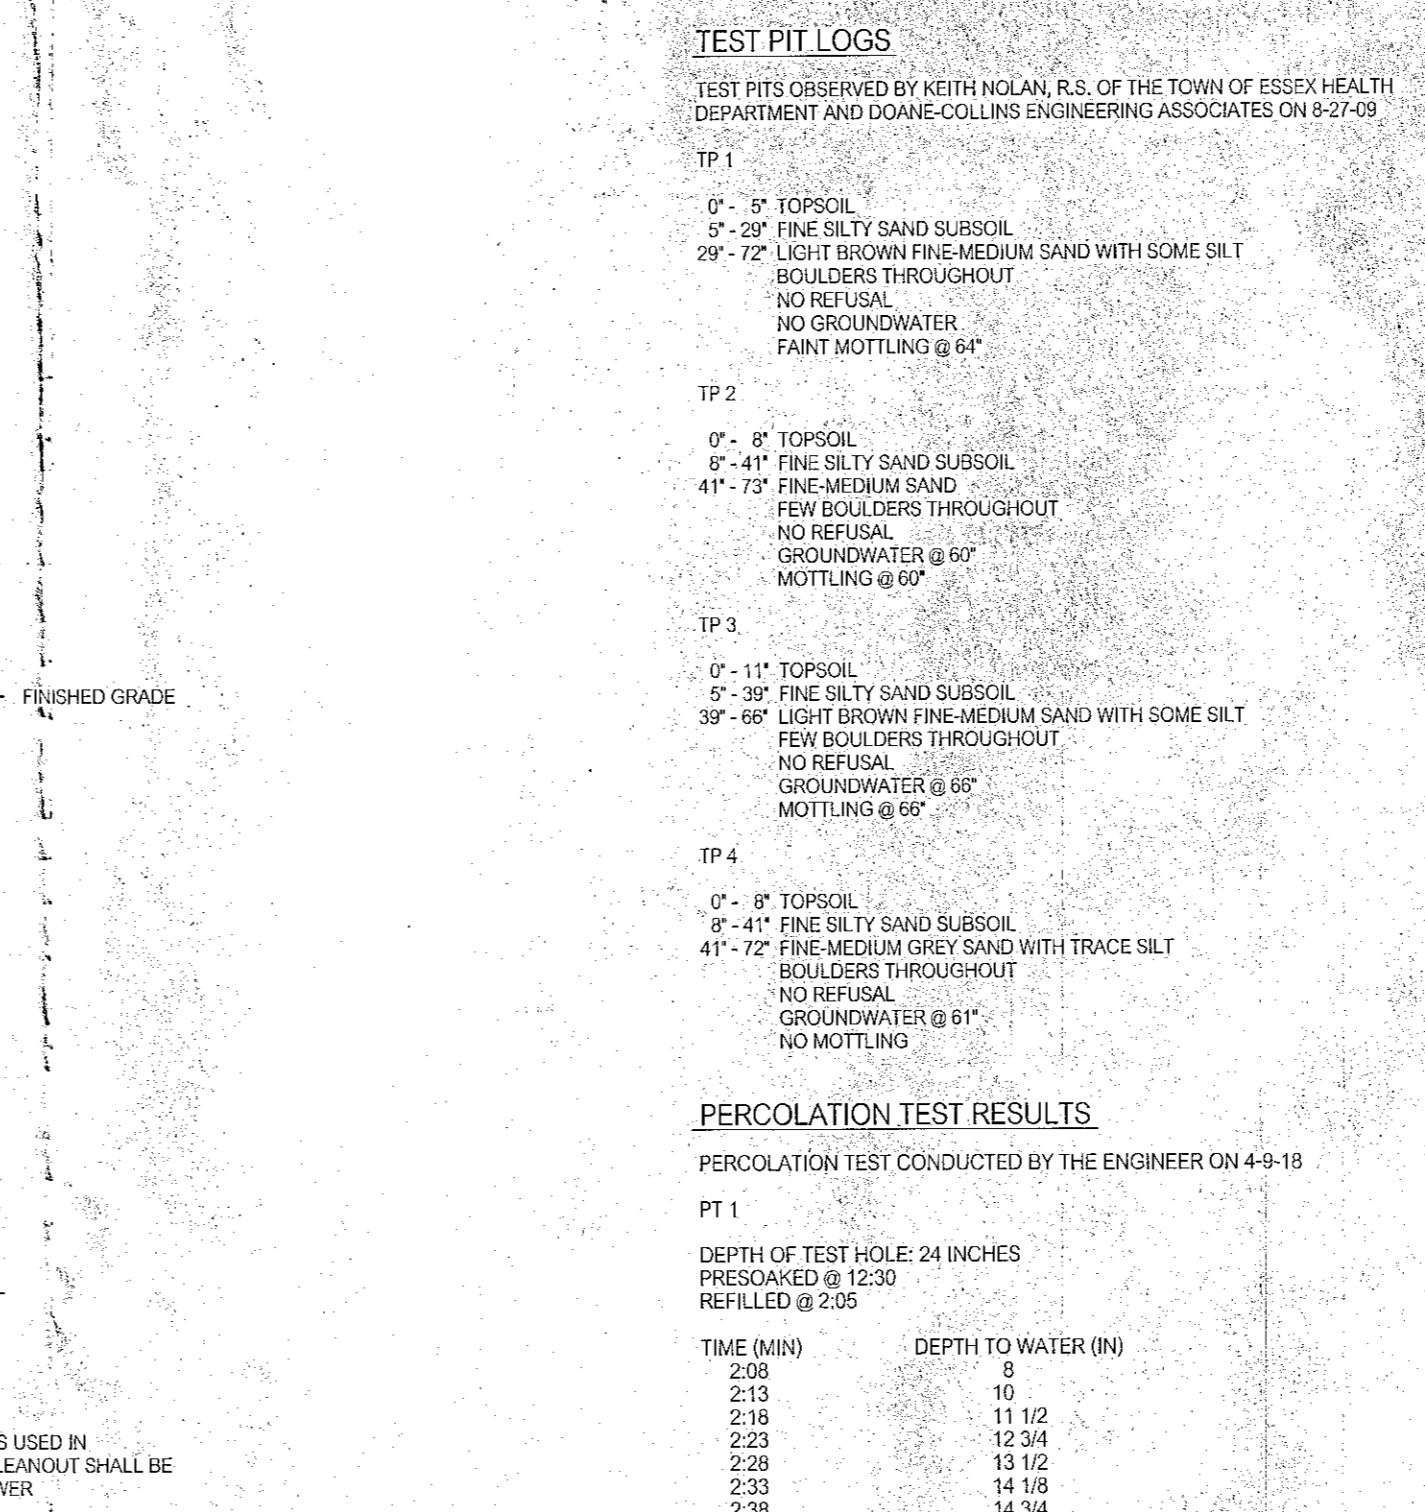 TEST PIT LOGS
TEST PITS OBSERVED BY KEITH NOLAN, R.S. OF THE TOWN OF ESSEX HEALTH
DEPARTMENT AND DOANE-COLLINS ENGINEERING ASSOCIATES ON 8-27-09
TP 1
0" - 5" TOPSOIL
5" - 29" FINE SILTY SAND SUBSOIL
29" - 72" LIGHT BROWN FINE-MEDIUM SAND WITH SOME SILT
BOULDERS THROUGHOUT
NO REFUSAL
NO GROUNDWATER
FAINT MOTTLING @ 64"
TP 2
0" - 8" TOPSOIL
8" - 41" FINE SILTY SAND SUBSOIL
41" - 73" FINE-MEDIUM SAND
FEW BOULDERS THROUGHOUT
NO REFUSAL
GROUNDWATER @ 60"
MOTTLING @ 60"
TP 3
0" - 11" TOPSOIL
5" - 39" FINE SILTY SAND SUBSOIL
39" - 66" LIGHT BROWN FINE-MEDIUM SAND WITH SOME SILT
FEW BOULDERS THROUGHOUT
NO REFUSAL
GROUNDWATER @ 66"
MOTTLING @ 66"
TP 4
0" - 8" TOPSOIL
8" - 41" FINE SILTY SAND SUBSOIL
41" - 72" FINE-MEDIUM GREY SAND WITH TRACE SILT
BOULDERS THROUGHOUT
NO REFUSAL
GROUNDWATER @ 61"
NO MOTTLING
PERCOLATION TEST RESULTS
PERCOLATION TEST CONDUCTED BY THE ENGINEER ON 4-9-18
PT 1
DEPTH OF TEST HOLE: 24 INCHES
PRESOAKED @ 12:30
REFILLED @ 2:05
TIME (MIN) DEPTH TO WATER (IN)
2:08 8
2:13 10
2:18 11 1/2
2:23 12 3/4
2:28 13 1/2
2:33 14 1/8
2:38 14 3/4
FINISHED GRADE
S USED IN
LEANOUT SHALL BE
WER